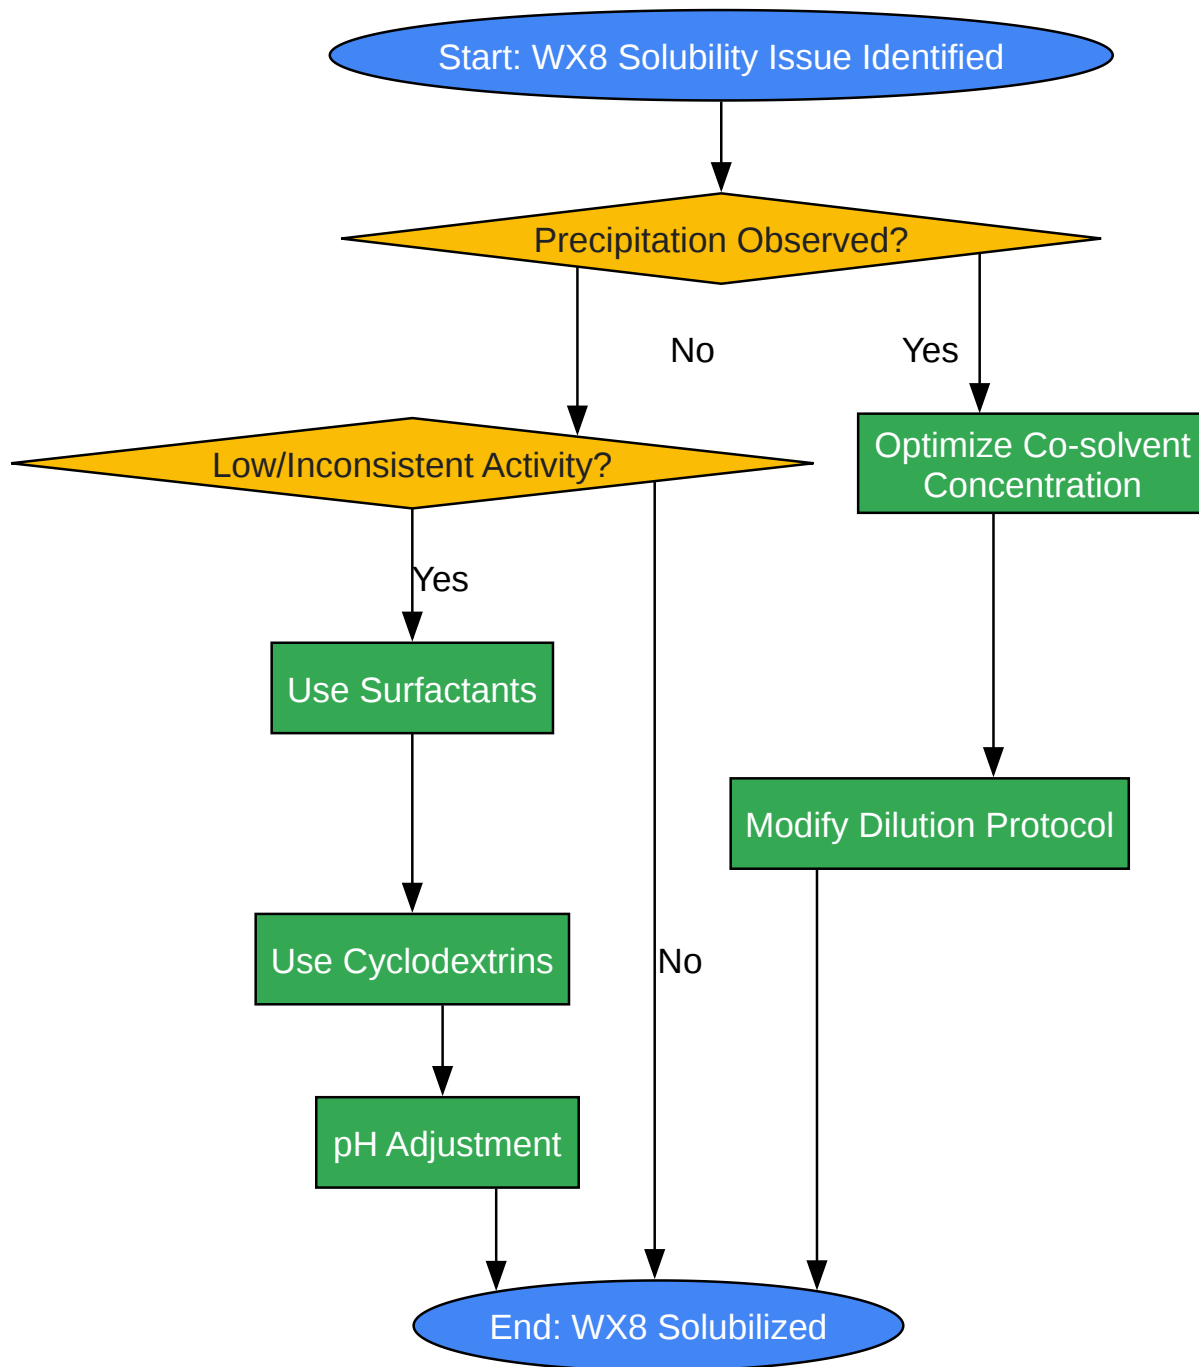 Start: WX8 Solubility Issue Identified
Precipitation Observed?
No
Yes
Optimize Co-solvent
Concentration
Low/Inconsistent Activity?
Yes
Use Surfactants
Modify Dilution Protocol
Use Cyclodextrins
No
pH Adjustment
End: WX8 Solubilized